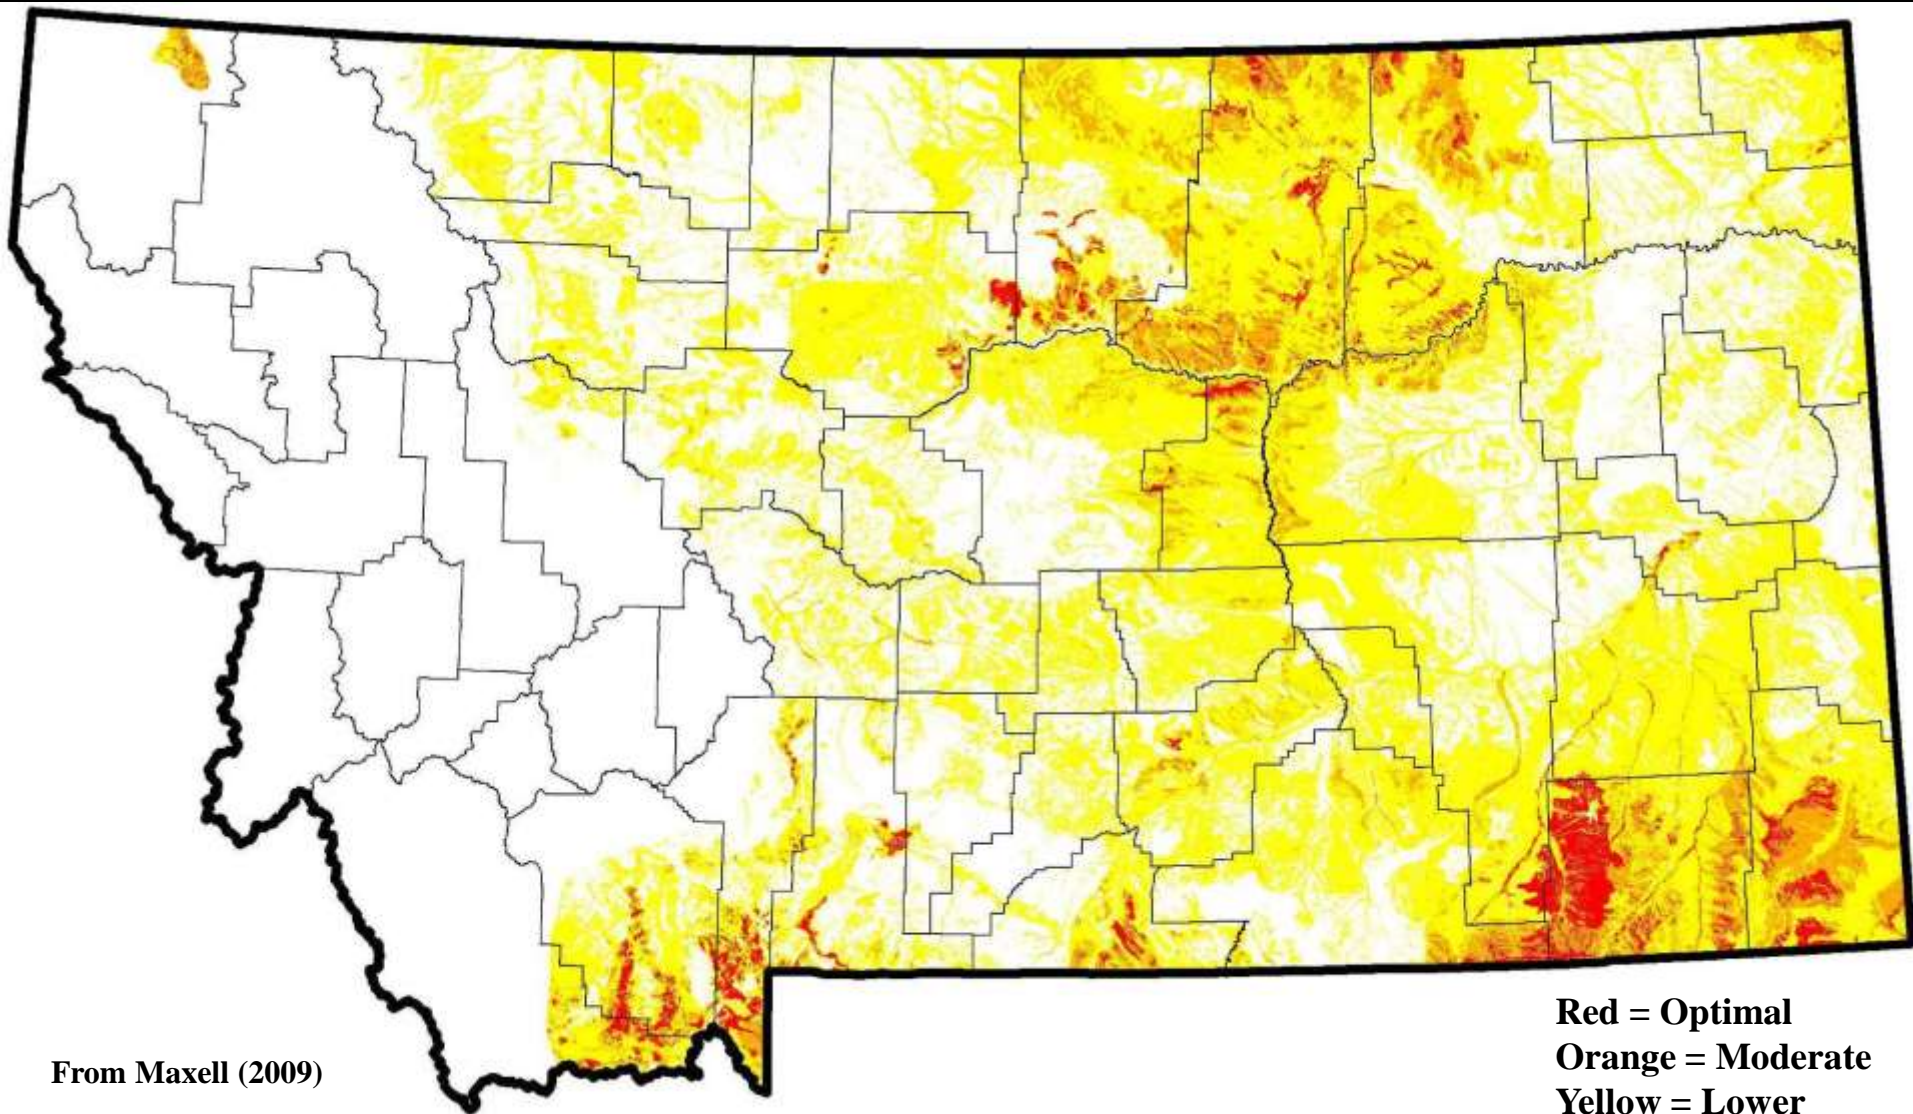 From Maxell (2009)
Red = Optimal
Orange = Moderate
Yellow = Lower